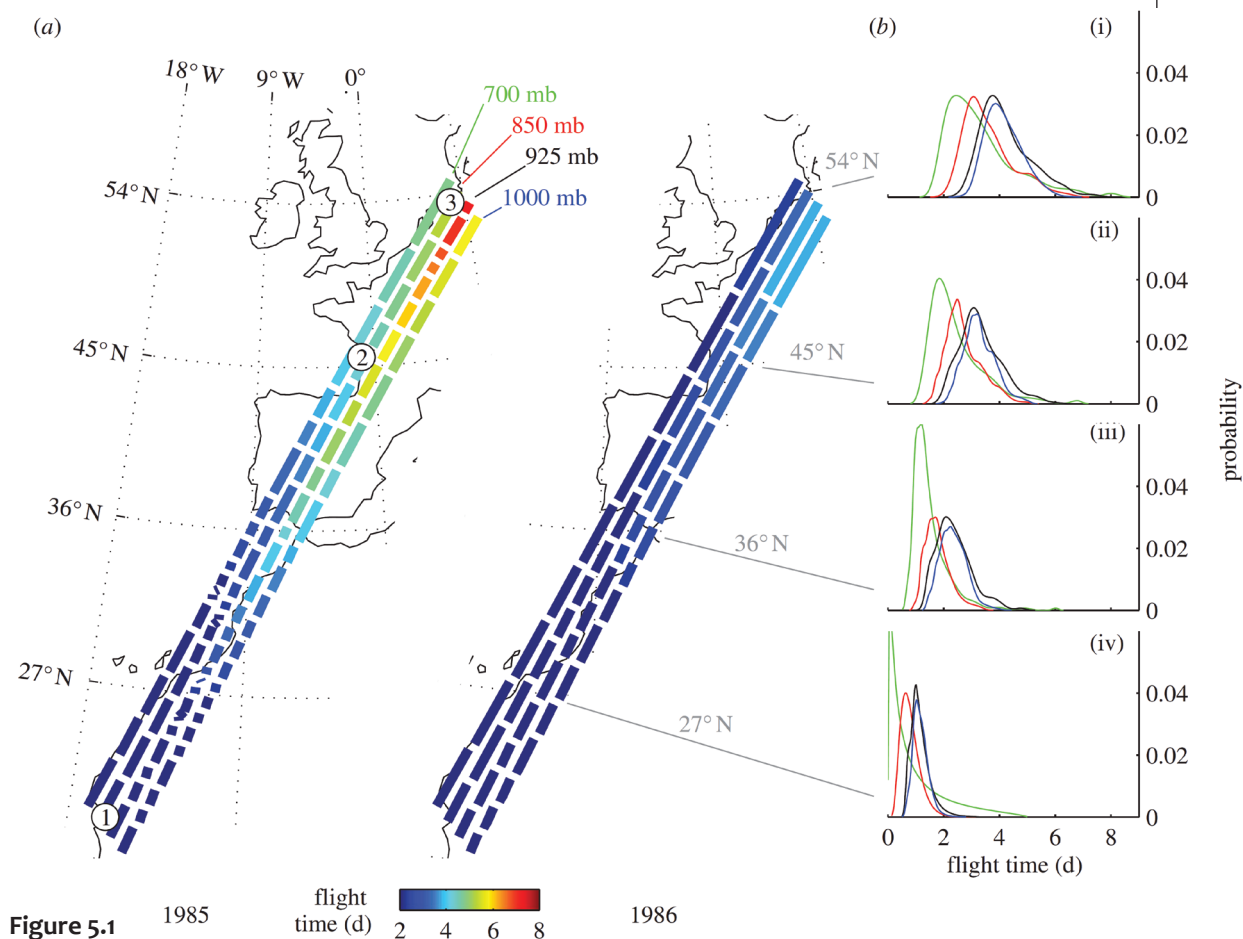 (a)
18° W
9° W
0°
700 mb
850 mb
925 mb
1000 mb
54° N
45° N
36° N
27° N
3
2
1
54° N
45° N
36° N
27° N
(b)
(i)
0.04
0.02
0
(ii)
0.04
0.02
0
(iii)
0.04
0.02
0
(iv)
0.04
0.02
0
probability
0 2 4 6 8
flight time (d)
Figure 5.1
1985
flight
time (d)
2 4 6 8
1986